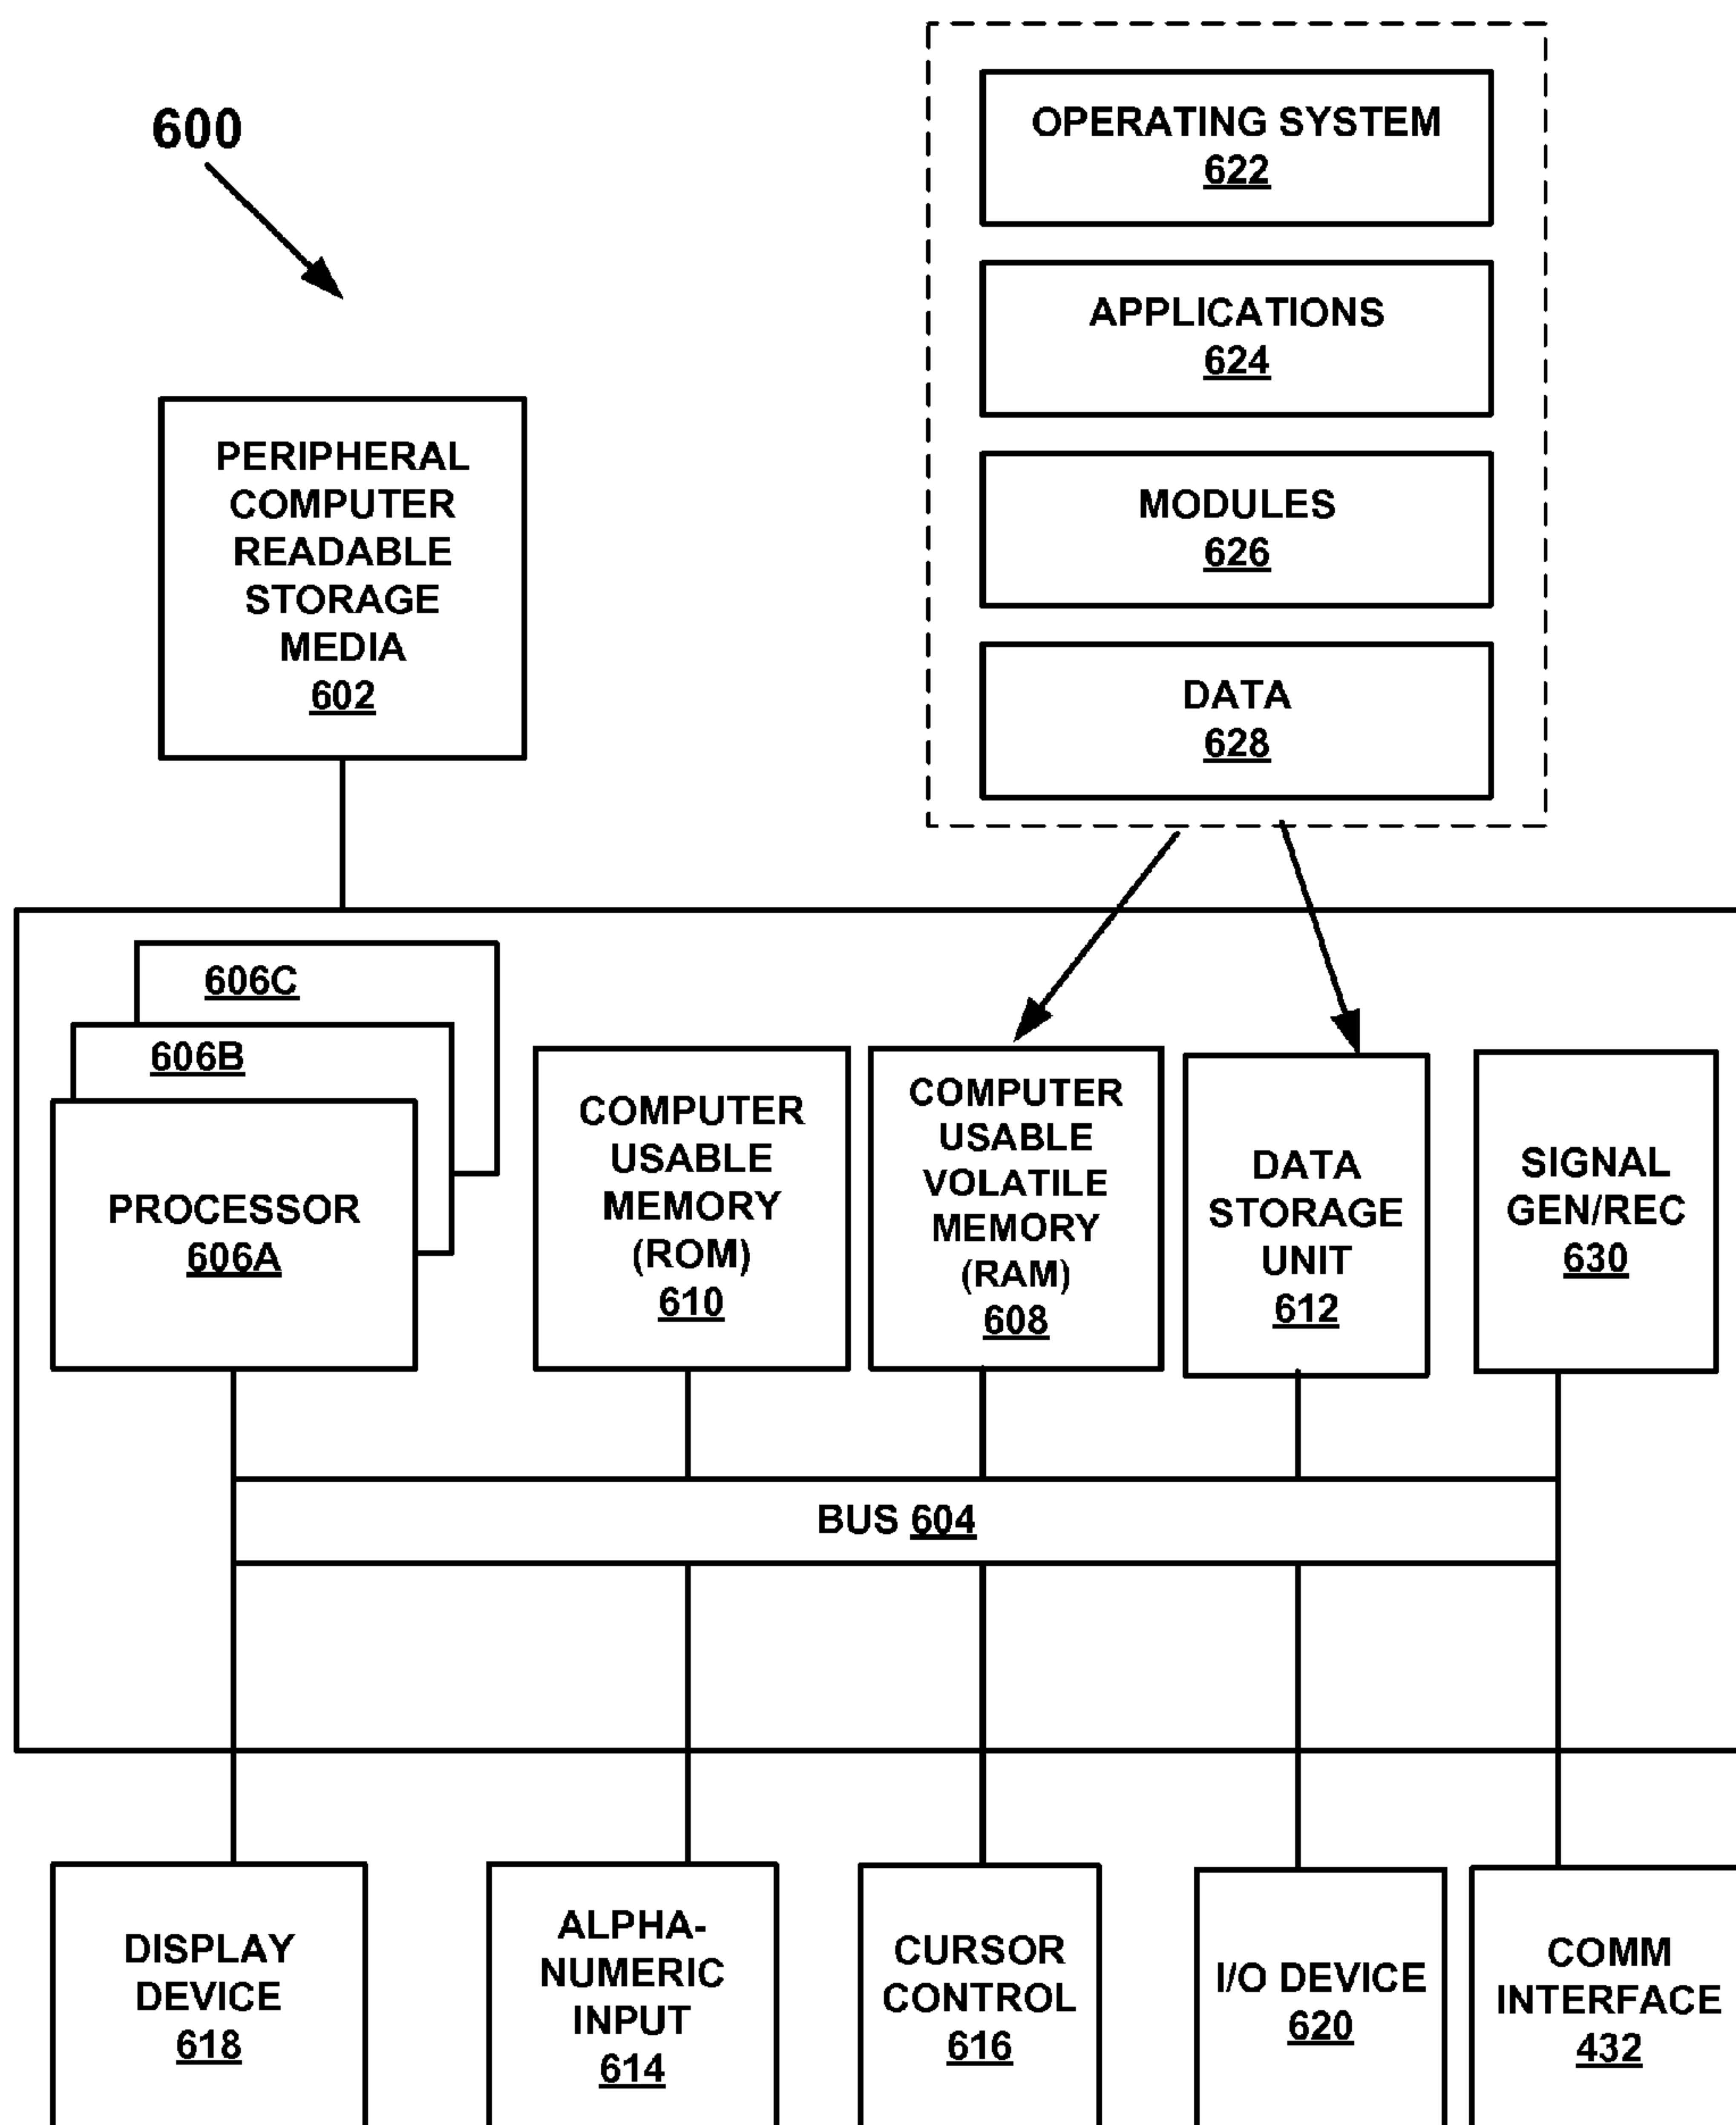 600
OPERATING SYSTEM
622
APPLICATIONS
624
MODULES
626
DATA
628
PERIPHERAL
COMPUTER
READABLE
STORAGE
MEDIA
602
606C
606B
PROCESSOR
606A
COMPUTER
USABLE
MEMORY
(ROM)
610
COMPUTER
USABLE
VOLATILE
MEMORY
(RAM)
608
DATA
STORAGE
UNIT
612
SIGNAL
GEN/REC
630
BUS 604
DISPLAY
DEVICE
618
ALPHA-
NUMERIC
INPUT
614
CURSOR
CONTROL
616
I/O DEVICE
620
COMM
INTERFACE
432